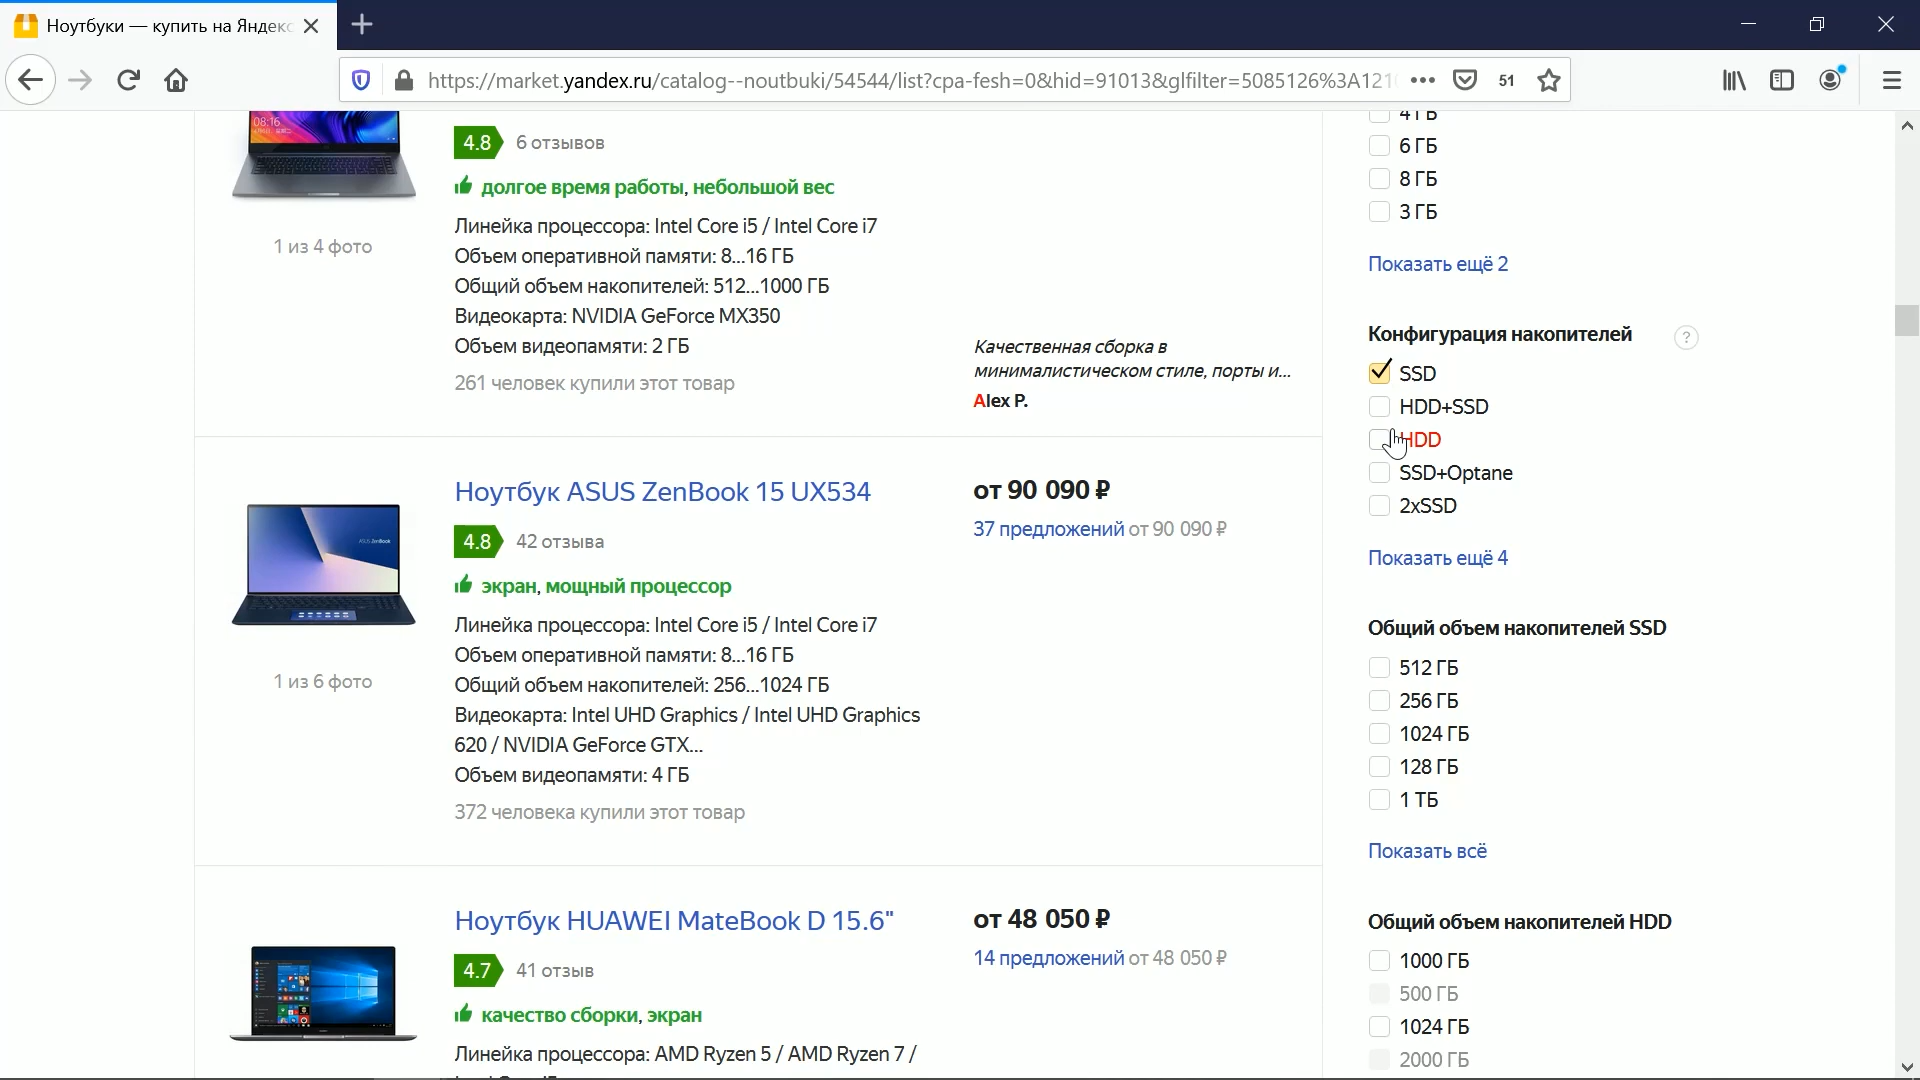 Ноутбуки — купить на Яндекс
https://market.yandex.ru/catalog--noutbuki/54544/list?cpa-fesh=0&hid=91013&glfilter=5085126%3A121
51
4.8 6 отзывов
долгое время работы, небольшой вес
Линейка процессора: Intel Core i5 / Intel Core i7
1 из 4 фото
Объем оперативной памяти: 8...16 ГБ
Общий объем накопителей: 512...1000 ГБ
Видеокарта: NVIDIA GeForce MX350
Объем видеопамяти: 2 ГБ
261 человек купили этот товар
Качественная сборка в
минималистическом стиле, порты и...
Alex P.
Ноутбук ASUS ZenBook 15 UX534
от 90 090 ₽
4.8 42 отзыва
37 предложений от 90 090 ₽
экран, мощный процессор
Линейка процессора: Intel Core i5 / Intel Core i7
Объем оперативной памяти: 8...16 ГБ
1 из 6 фото
Общий объем накопителей: 256...1024 ГБ
Видеокарта: Intel UHD Graphics / Intel UHD Graphics
620 / NVIDIA GeForce GTX...
Объем видеопамяти: 4 ГБ
372 человека купили этот товар
Ноутбук HUAWEI MateBook D 15.6"
от 48 050 ₽
4.7 41 отзыв
14 предложений от 48 050 ₽
качество сборки, экран
Линейка процессора: AMD Ryzen 5 / AMD Ryzen 7 /
4 ГБ
6 ГБ
8 ГБ
3 ГБ
Показать ещё 2
Конфигурация накопителей ?
SSD
HDD+SSD
HDD
SSD+Optane
2xSSD
Показать ещё 4
Общий объем накопителей SSD
512 ГБ
256 ГБ
1024 ГБ
128 ГБ
1 ТБ
Показать всё
Общий объем накопителей HDD
1000 ГБ
500 ГБ
1024 ГБ
2000 ГБ